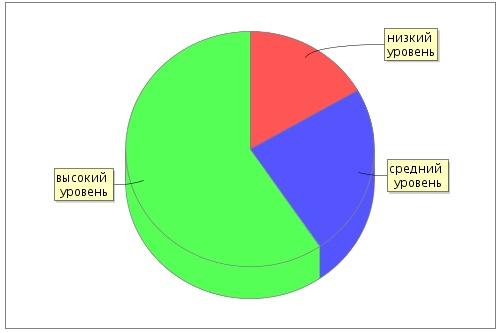 низкий
уровень
средний
уровень
высокий
уровень